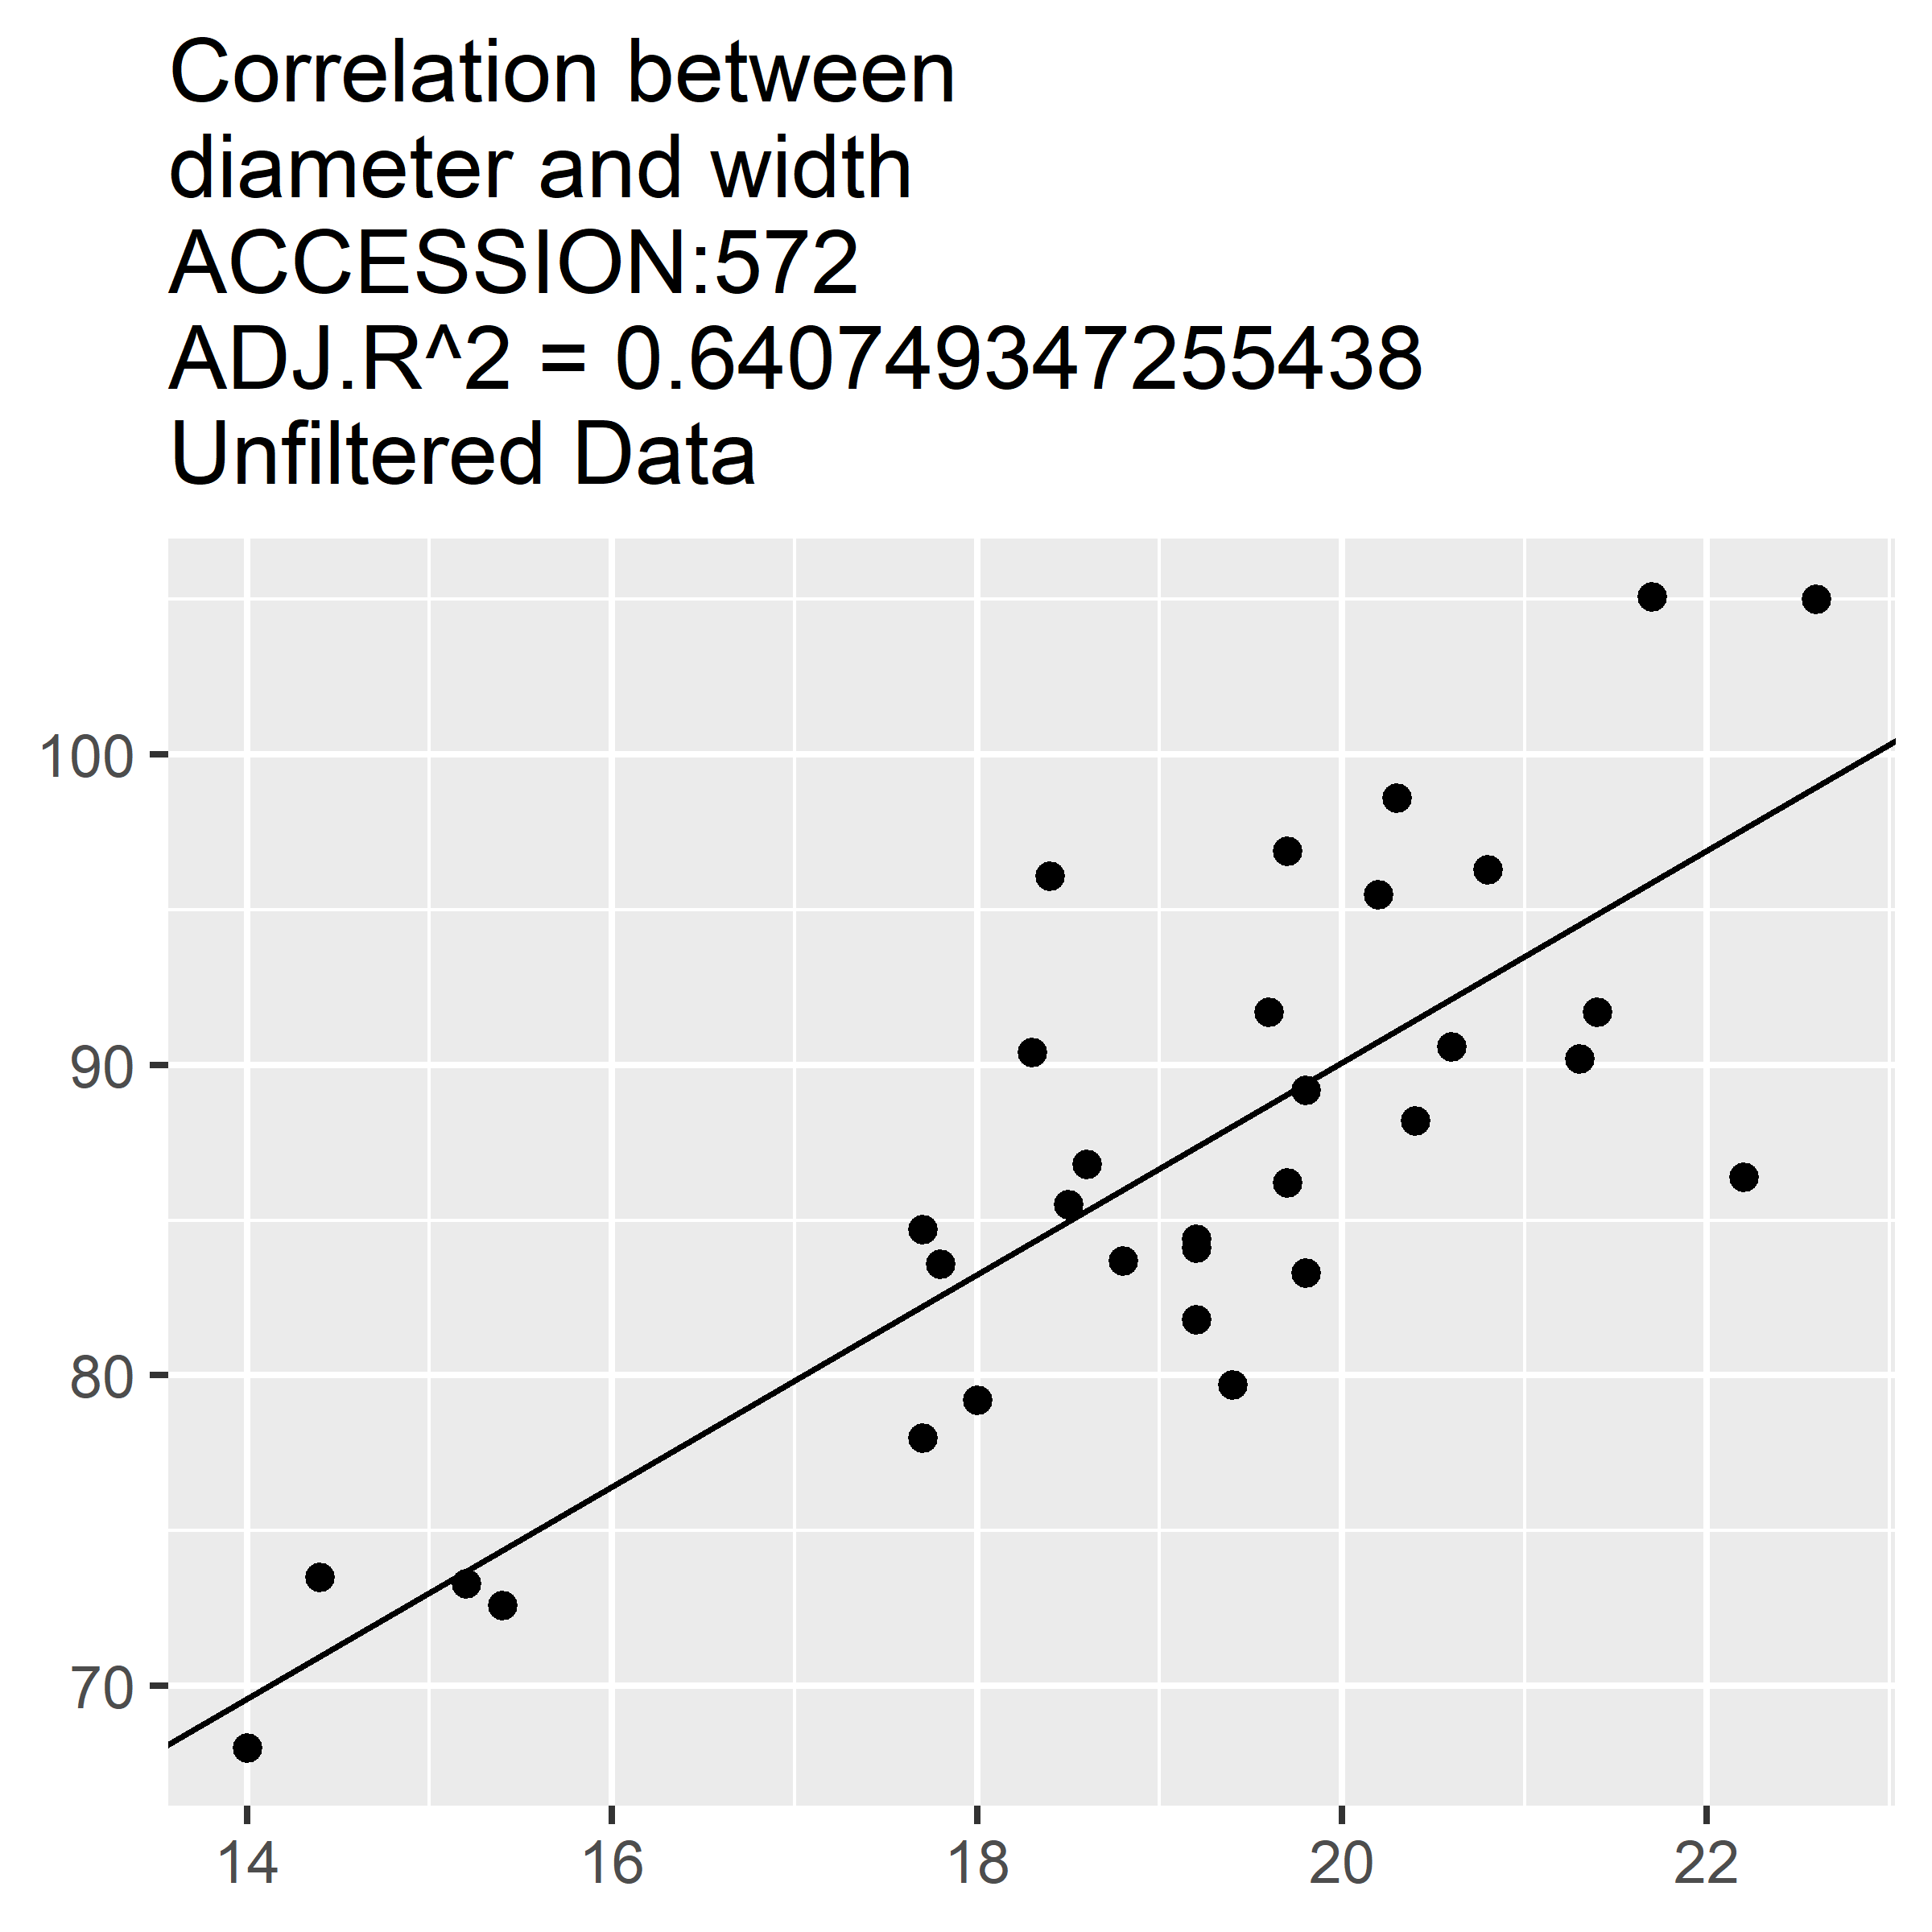 Correlation between
diameter and width
ACCESSION:572
ADJ.R^2 = 0.640749347255438
Unfiltered Data
100
90
80
70
14 16 18 20 22